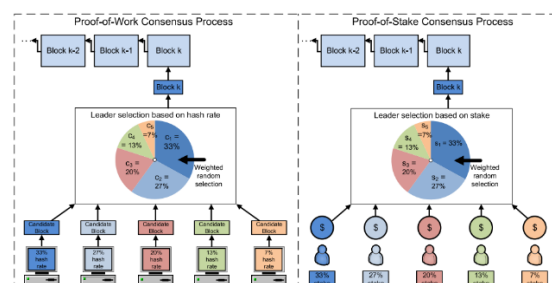 Proof-of-Work Consensus Process
Block k-2
Block k-1
Block k
Block k
Leader selection based on hash rate
c₁ = 33%
c₂ = 27%
c₃ = 20%
c₄ = 13%
c₅ =7%
Weighted random selection
Candidate Block
Candidate Block
Candidate Block
Candidate Block
Candidate Block
33% hash rate
27% hash rate
20% hash rate
13% hash rate
7% hash rate
Proof-of-Stake Consensus Process
Block k-2
Block k-1
Block k
Block k
Leader selection based on stake
s₁ = 33%
s₂ = 27%
s₃ = 20%
s₄ = 13%
s₅ =7%
Weighted random selection
$
$
$
$
$
33%
27%
20%
13%
7%